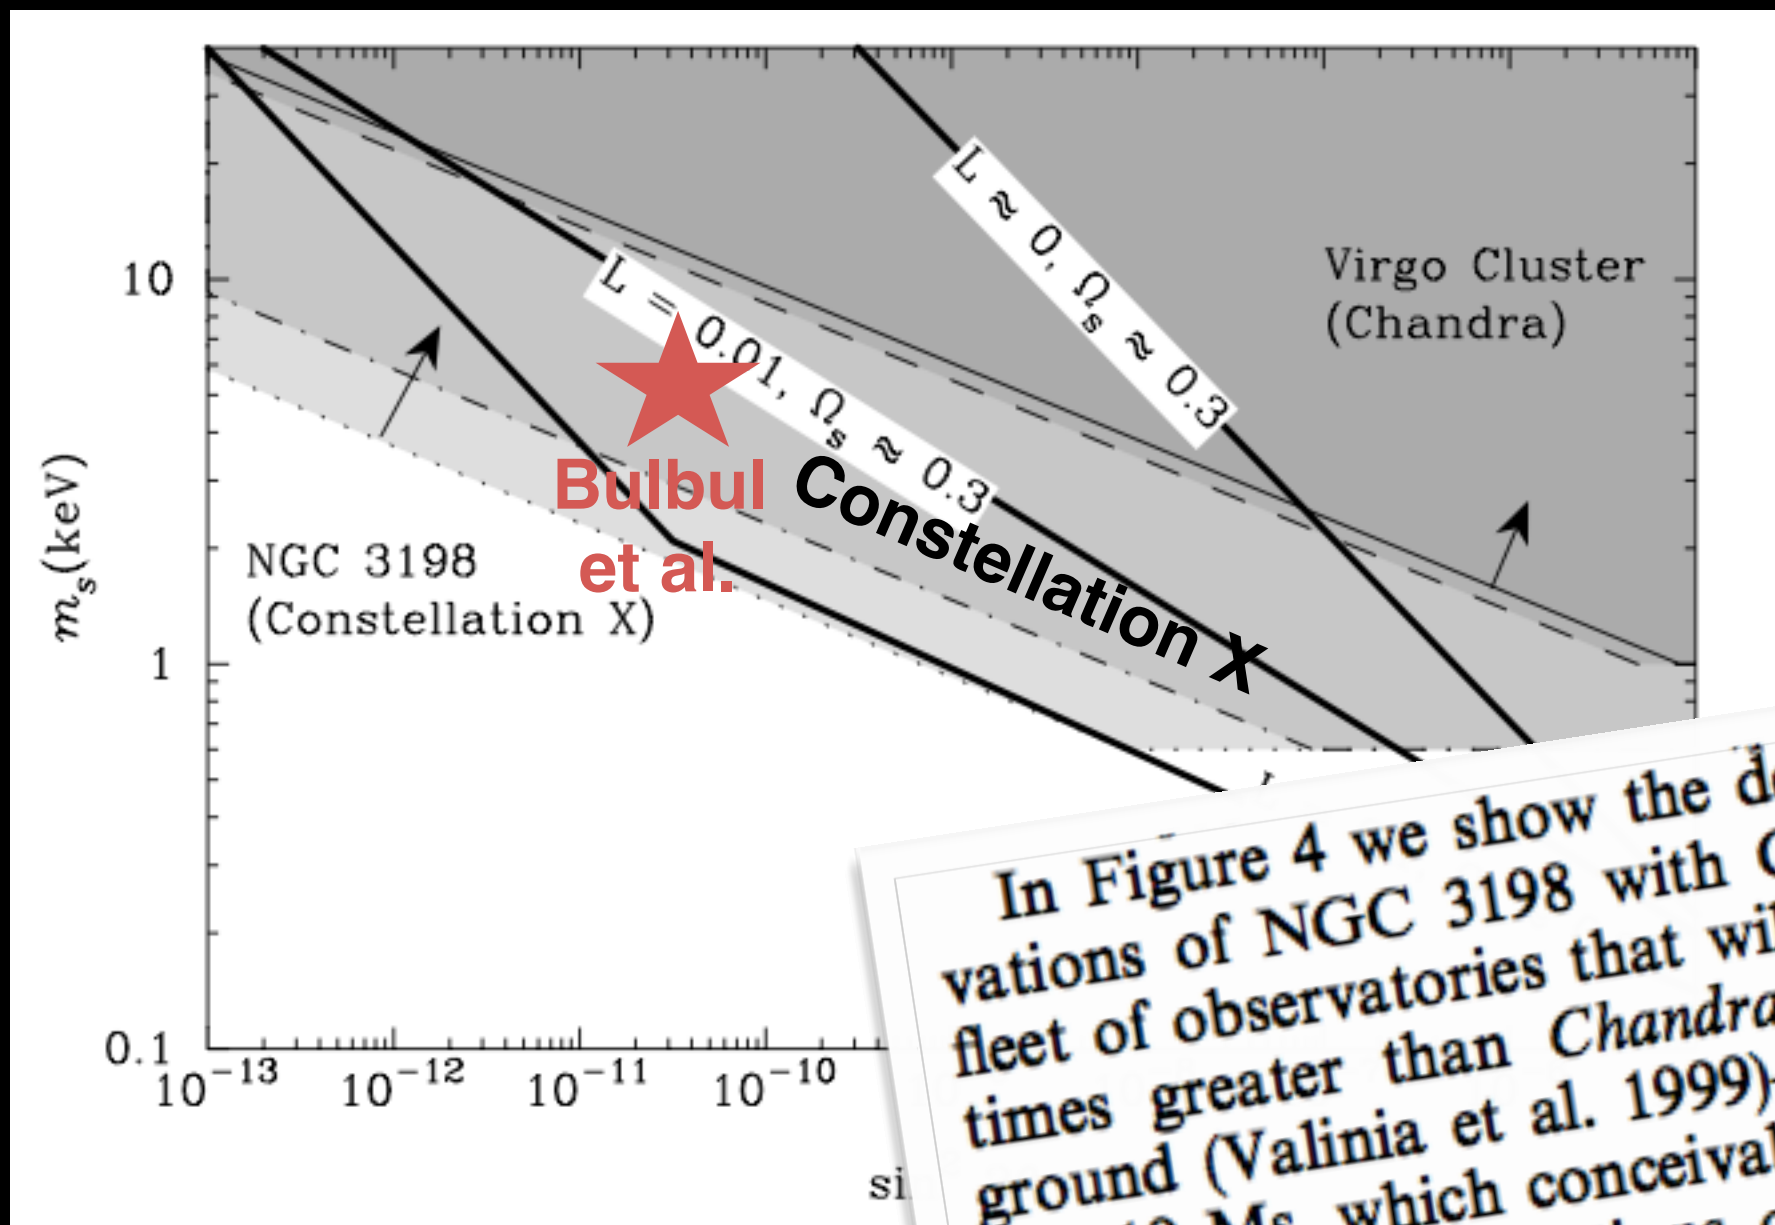 L ≈ 0, Ωs ≈ 0.3
Virgo Cluster
(Chandra)
10
L = 0.01, Ωs ≈ 0.3
Bulbul
et al.
Constellation X
ms(keV)
NGC 3198
(Constellation X)
1
0.1
10−13 10−12 10−11 10−10
In Figure 4 we show the
vations of NGC 3198 with
fleet of observatories that
times greater than Chandra
ground (Valinia et al. 1999)
Ms, which